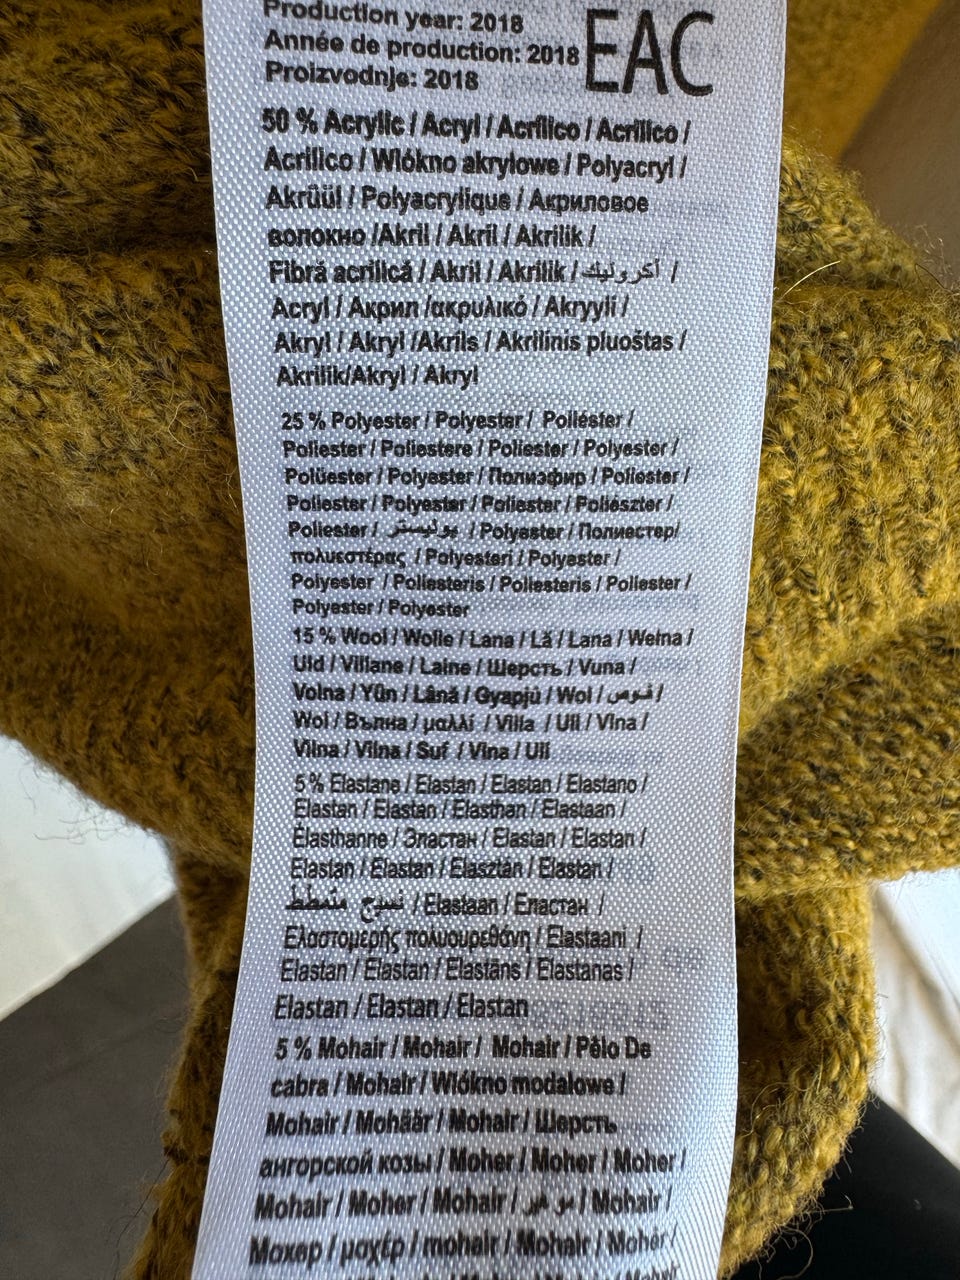 Production year: 2018
Année de production: 2018
Proizvodnje: 2018
EAC
50 % Acrylic / Acryl / Acrílico / Acrílico /
Acrilico / Wlókno akrylowe / Polyacryl /
Akrüül / Polyacrylique / Акриловое
волокно /Akril / Akril / Akrilik /
Fibră acrilică / Akril / Akrilik / أكروليك /
Acryl / Акрил /ακρυλικό / Akryyli /
Akryl / Akryl /Akrils / Akrilinis pluoštas /
Akrilik/Akryl / Akryl
25 % Polyester / Polyester / Poliéster /
Poliester / Poliestere / Poliester / Polyester /
Polüester / Polyester / Полиэфир / Poliester /
Poliester / Polyester / Poliester / Poliészter /
Poliester / بوليستر / Polyester / Полиестер/
πολυεστέρας / Polyesteri / Polyester /
Polyester / Poliesteris / Poliesteris / Poliester /
Polyester / Polyester
15 % Wool / Wolle / Lana / Lã / Lana / Wełna /
Uld / Villane / Laine / Шерсть / Vuna /
Volna / Yün / Lână / Gyapjú / Wol / صوف /
Wol / Вълна / μαλλί / Villa / Ull / Vlna /
Vilna / Vilna / Suf / Vlna / Ull
5 % Elastane / Elastan / Elastan / Elastano /
Elastan / Elastan / Elasthan / Elastaan /
Élasthanne / Эластан / Elastan / Elastan /
Elastan / Elastan / Elasztán / Elastan /
نسيج متمطط / Elastaan / Еластан /
Ελαστομερής πολυουρεθάνη / Elastaani /
Elastan / Elastan / Elastāns / Elastanas /
Elastan / Elastan / Elastan
5 % Mohair / Mohair / Mohair / Pêlo De
cabra / Mohair / Wlókno modalowe /
Mohair / Mohäär / Mohair / Шерсть
ангорской козы / Moher / Moher / Moher /
Mohair / Moher / Mohair / موهير / Mohair /
Мохер / μοχέρ / mohair / Mohair / Mohér /